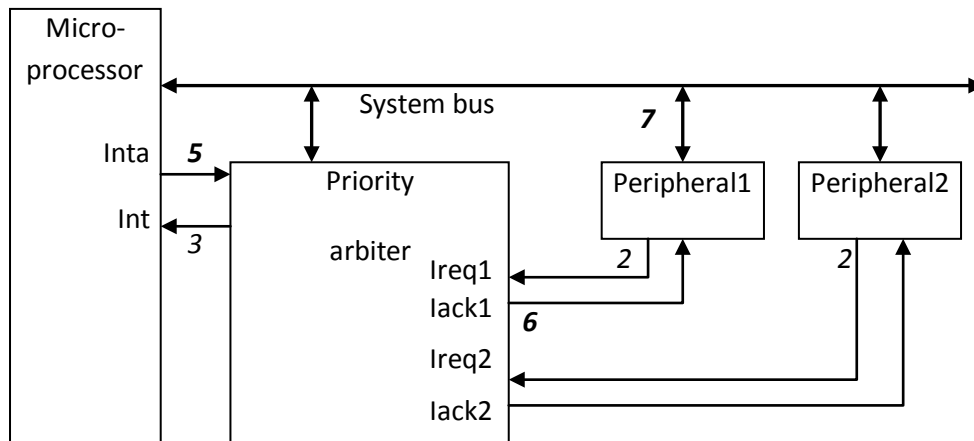 Micro-
processor
System bus
7
Inta
5
Priority
Peripheral1
Peripheral2
Int
3
arbiter
2
2
Ireq1
Iack1
6
Ireq2
Iack2